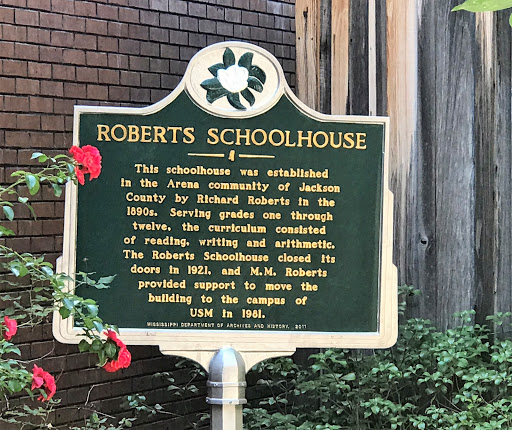 ROBERTS SCHOOLHOUSE
This schoolhouse was established
in the Arena community of Jackson
County by Richard Roberts in the
1890s. Serving grades one through
twelve, the curriculum consisted
of reading, writing and arithmetic.
The Roberts Schoolhouse closed its
doors in 1921, and M.M. Roberts
provided support to move the
building to the campus of
USM in 1981.
MISSISSIPPI DEPARTMENT OF ARCHIVES AND HISTORY, 2011